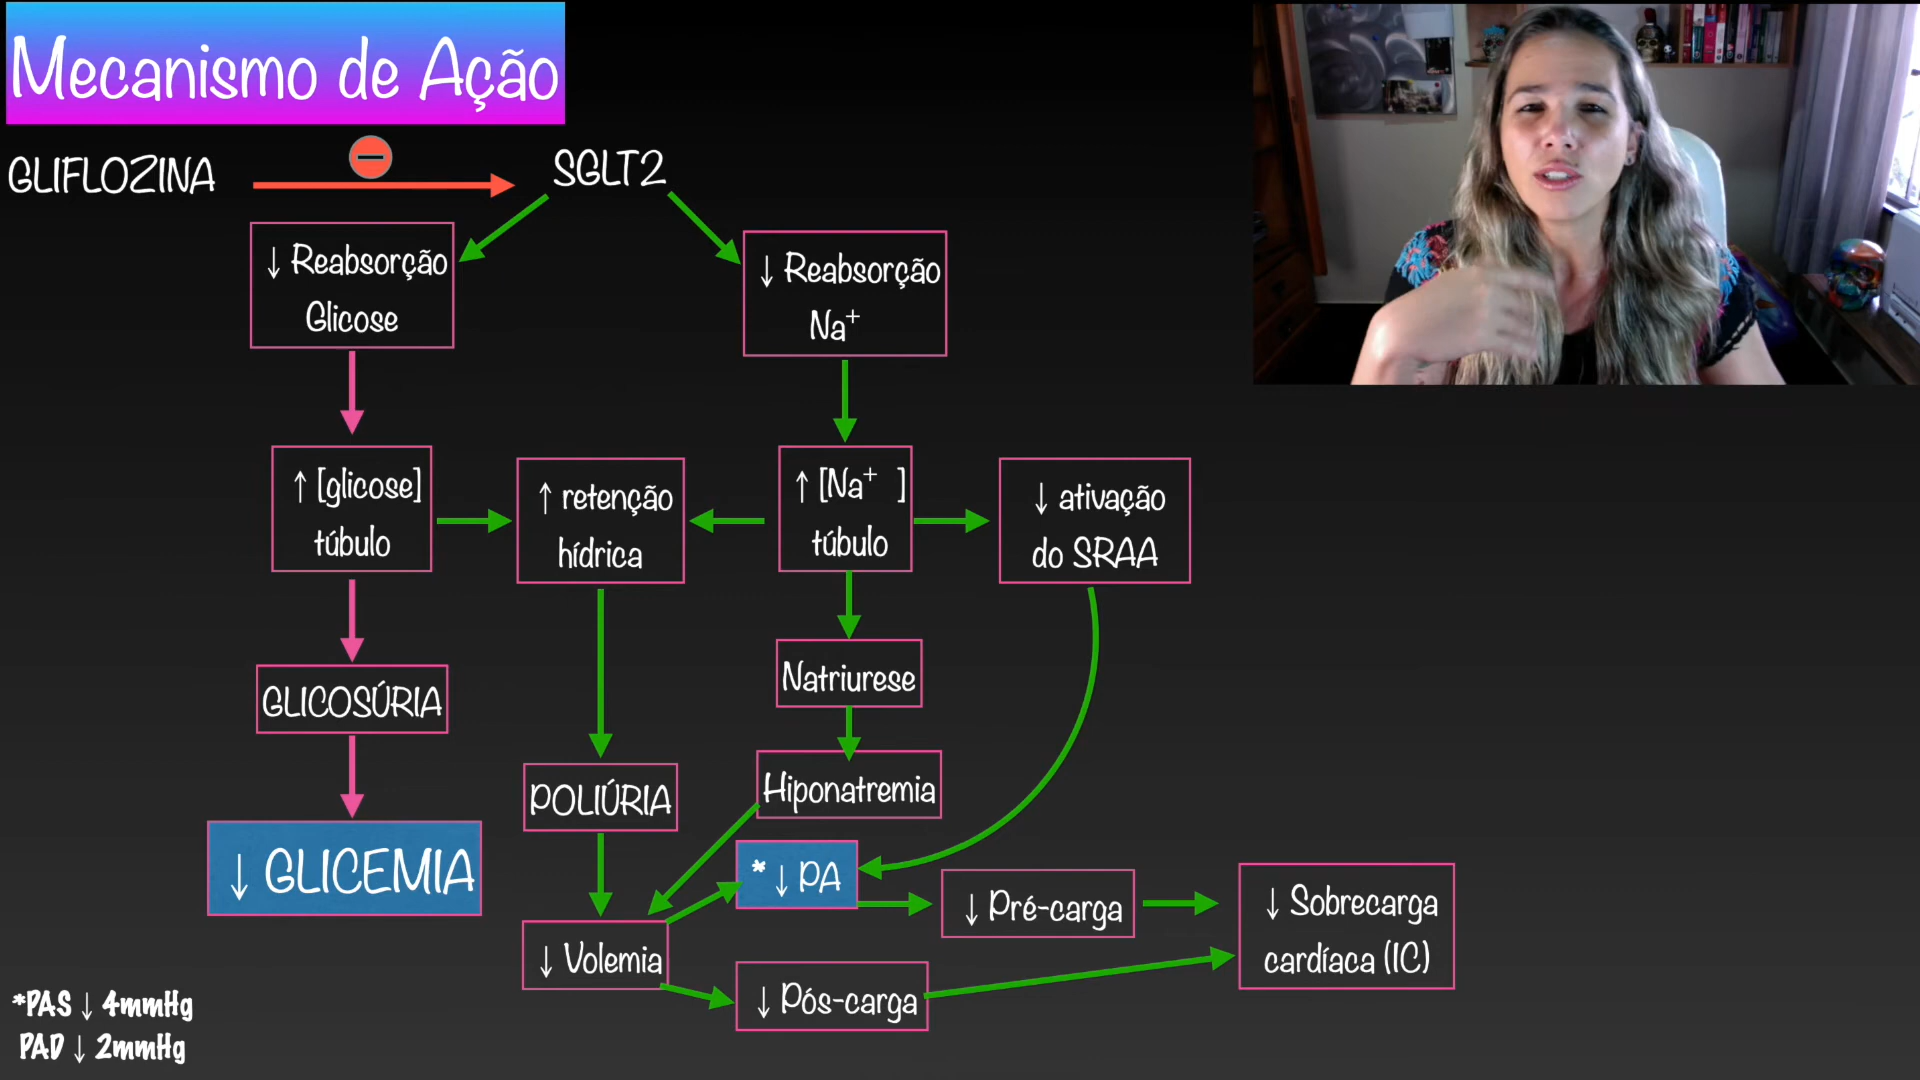 Mecanismo de Ação
GLIFLOZINA
SGLT2
↓ Reabsorção
Glicose
↓ Reabsorção
Na⁺
↑ [glicose]
túbulo
↑ retenção
hídrica
↑ [Na⁺ ]
túbulo
↓ ativação
do SRAA
GLICOSÚRIA
Natriurese
POLIÚRIA
Hiponatremia
↓ GLICEMIA
* ↓ PA
↓ Pré-carga
↓ Sobrecarga
cardíaca (IC)
↓ Volemia
↓ Pós-carga
*PAS ↓ 4mmHg
PAD ↓ 2mmHg